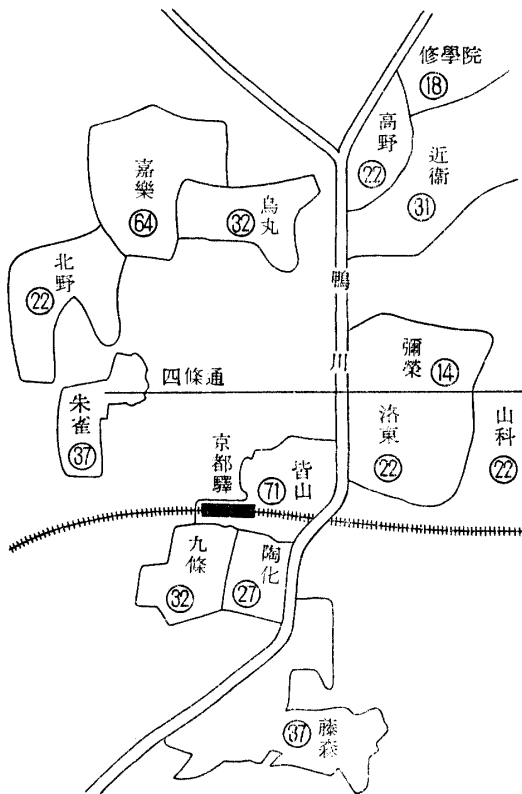 修學院
18
高野
22
近衞
31
嘉樂
64
烏丸
32
北野
22
鴨川
四條通
朱雀
37
彌榮
14
洛東
22
山科
22
京都驛
皆山
71
九條
32
陶化
27
藤森
37